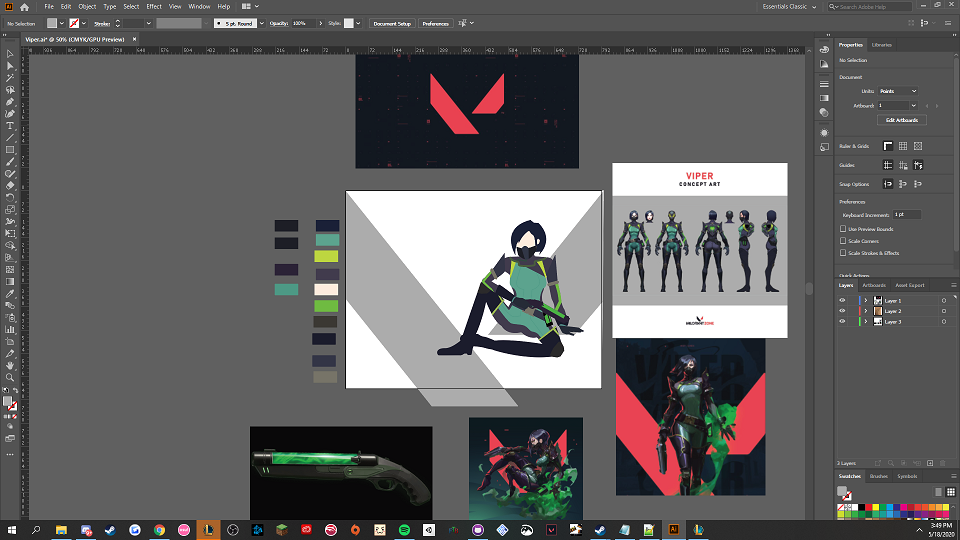 File Edit Object Type Select Effect View Window Help
Essentials Classic
Search Adobe Help
No Selection
Stroke:
5 pt. Round
Opacity: 100%
Style:
Document Setup
Preferences
Viper.ai* @ 50% (CMYK/GPU Preview)
Properties
Libraries
No Selection
Document
Units: Points
Artboard: 1
Edit Artboards
Ruler & Grids
Guides
Snap Options
Preferences
Keyboard Increment: 1 pt
Use Preview Bounds
Scale Corners
Scale Strokes & Effects
Quick Actions
Layers
Artboards
Asset Export
Layer 1
Layer 2
Layer 3
3 Layers
Swatches
Brushes
Symbols
VIPER
CONCEPT ART
3:49 PM
5/18/2020